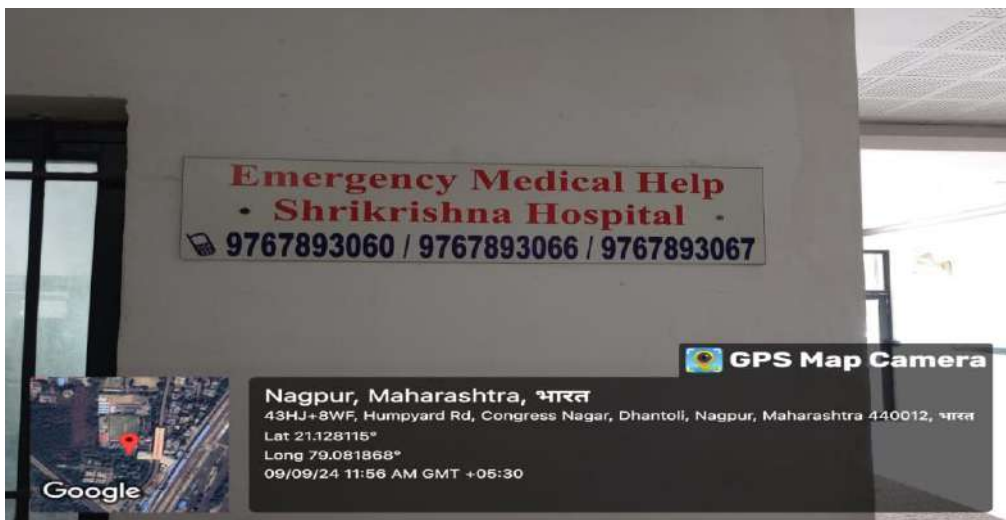 Emergency Medical Help
• Shrikrishna Hospital •
9767893060 / 9767893066 / 9767893067
GPS Map Camera
Nagpur, Maharashtra, भारत
43HJ+8WF, Humpyard Rd, Congress Nagar, Dhantoli, Nagpur, Maharashtra 440012, भारत
Lat 21.128115°
Long 79.081868°
09/09/24 11:56 AM GMT +05:30
Google